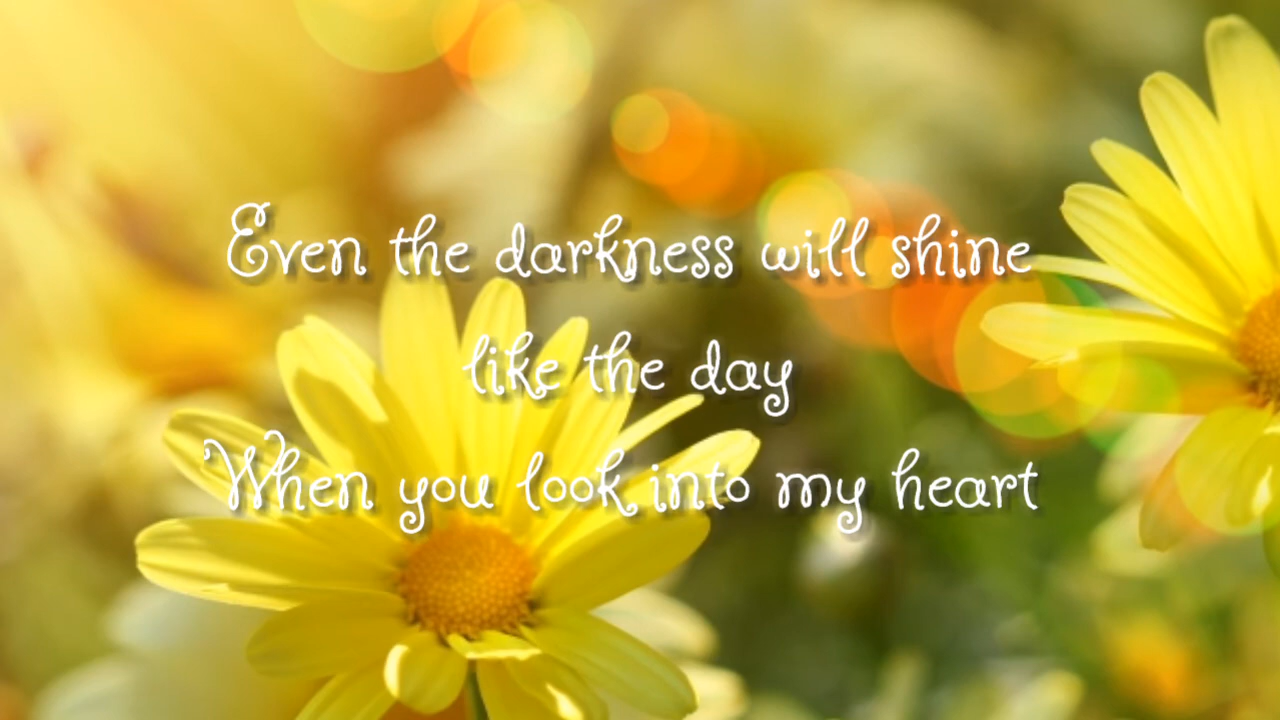 Even the darkness will shine
like the day
When you look into my heart